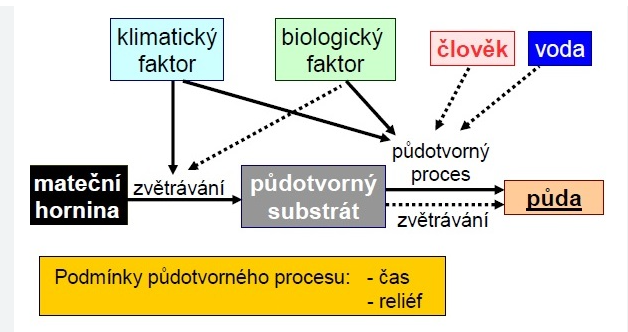 klimatický
faktor
biologický
faktor
člověk
voda
půdotvorný
proces
mateční
hornina
zvětrávání
půdotvorný
substrát
zvětrávání
půda
Podmínky půdotvorného procesu: - čas
- reliéf